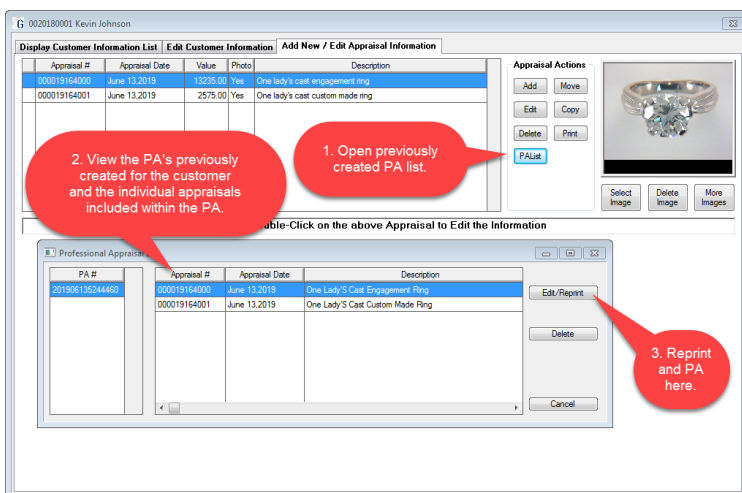 G 0020180001 Kevin Johnson
Display Customer Information List Edit Customer Information Add New / Edit Appraisal Information
Appraisal # Appraisal Date Value Photo Description
000019164000 June 13,2019 13235.00 Yes One lady's cast engagement ring
000019164001 June 13,2019 2575.00 Yes One lady's cast custom made ring
Appraisal Actions
Add Move
Edit Copy
Delete Print
PAList
Select Image
Delete Image
More Images
1. Open previously
created PA list.
2. View the PA's previously
created for the customer
and the individual appraisals
included within the PA.
-Click on the above Appraisal to Edit the Information
Professional Appraisal
PA # Appraisal # Appraisal Date Description
201906135244460 000019164000 June 13,2019 One Lady'S Cast Engagement Ring
000019164001 June 13,2019 One Lady'S Cast Custom Made Ring
Edit/Reprint
Delete
Cancel
3. Reprint
and PA
here.